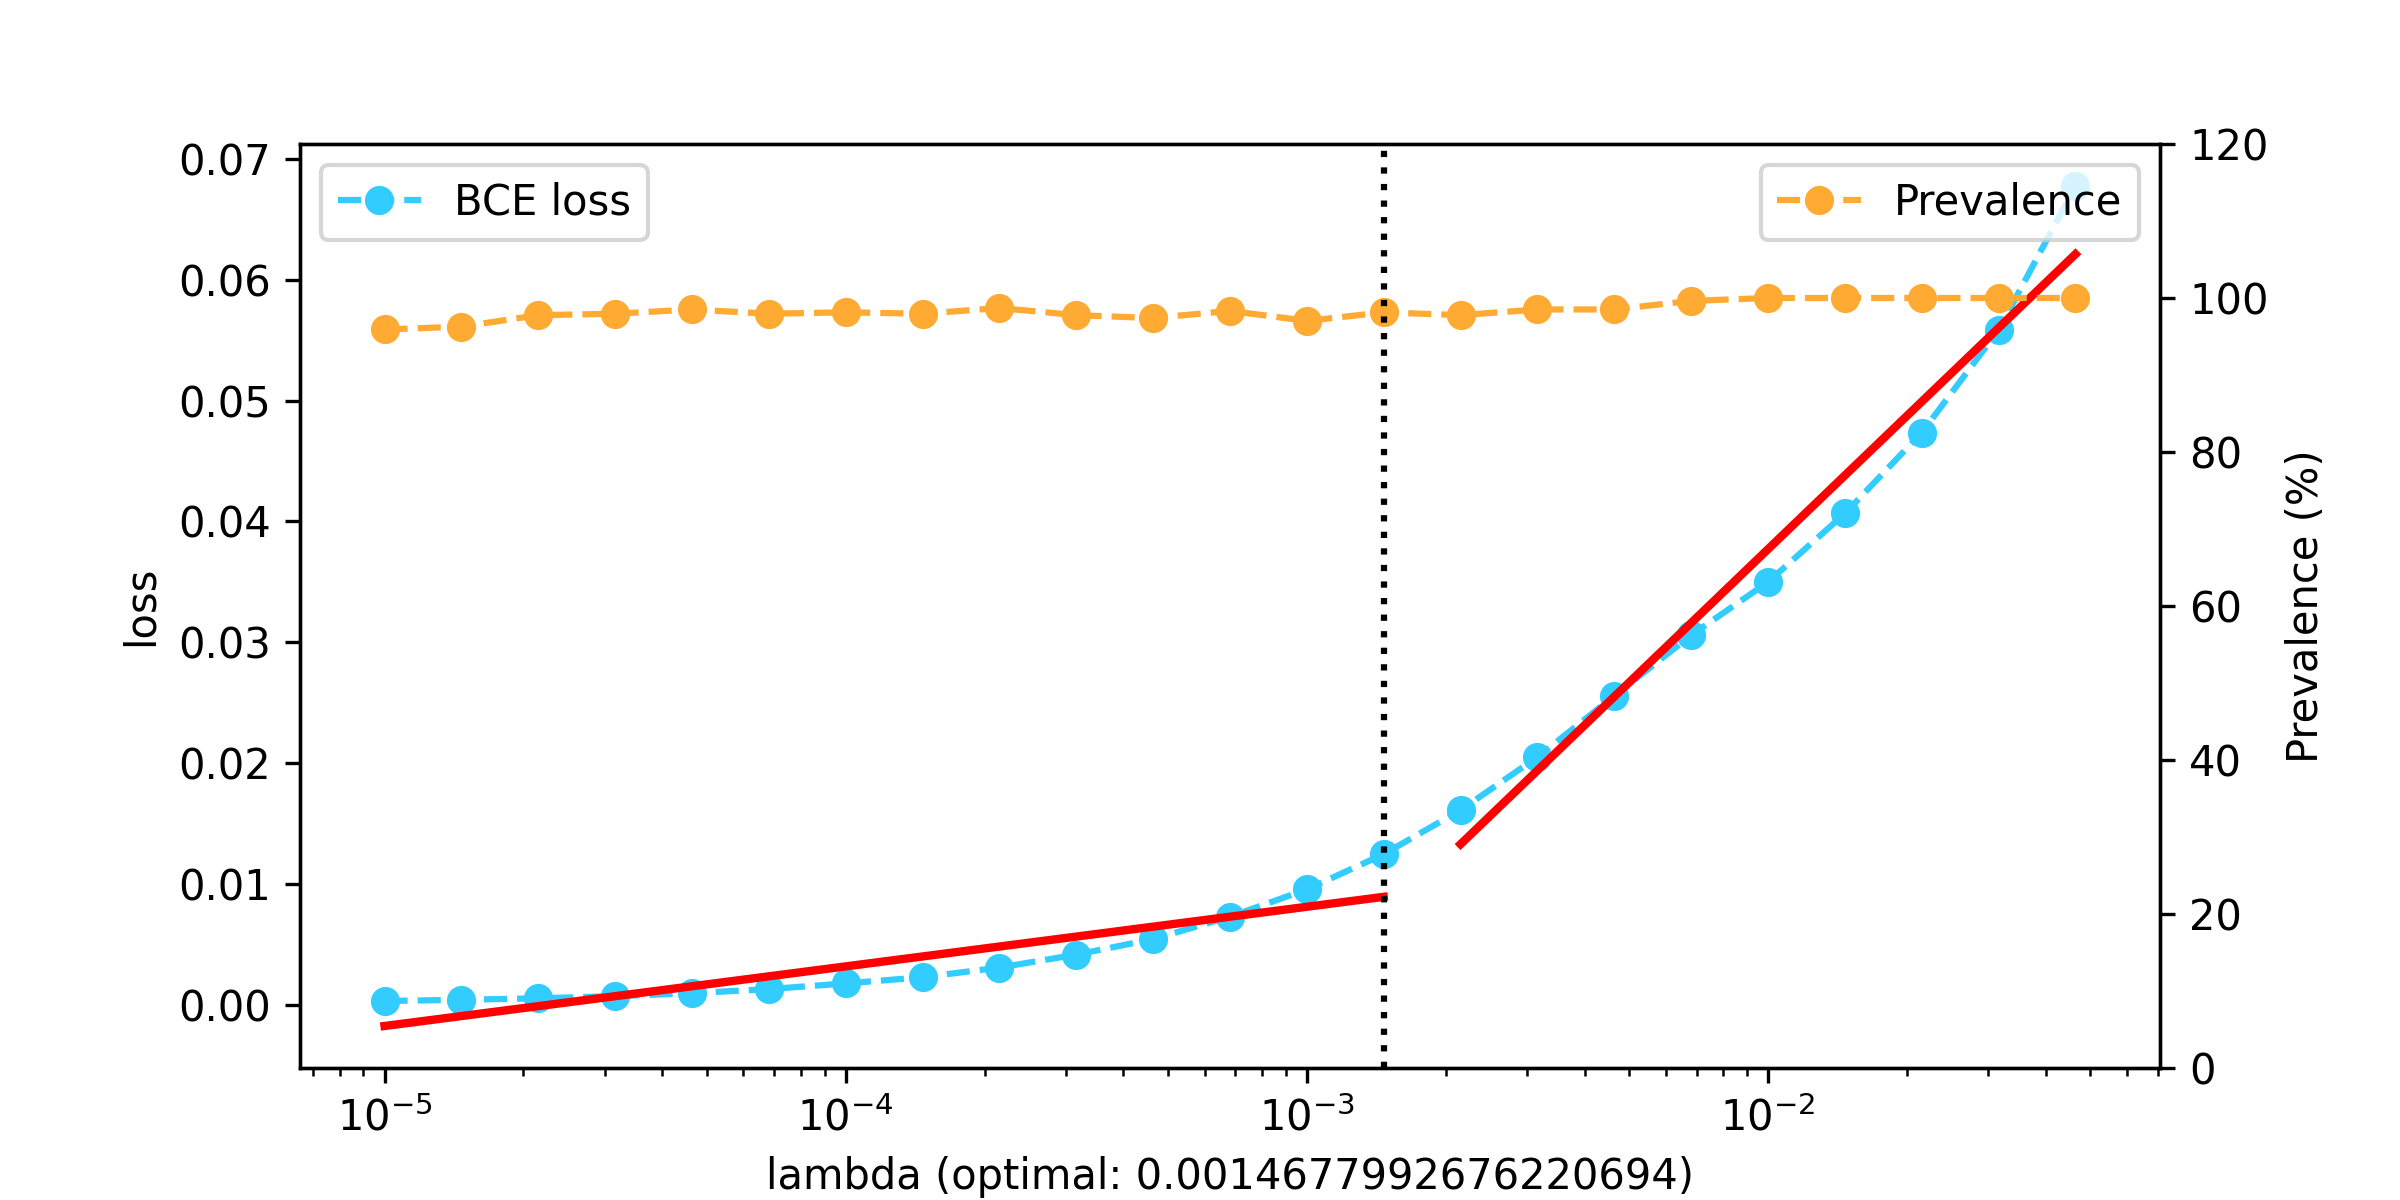 BCE loss
Prevalence
0.07
0.06
0.05
0.04
0.03
0.02
0.01
0.00
loss
120
100
80
60
40
20
0
Prevalence (%)
10⁻⁵ 10⁻⁴ 10⁻³ 10⁻²
lambda (optimal: 0.0014677992676220694)